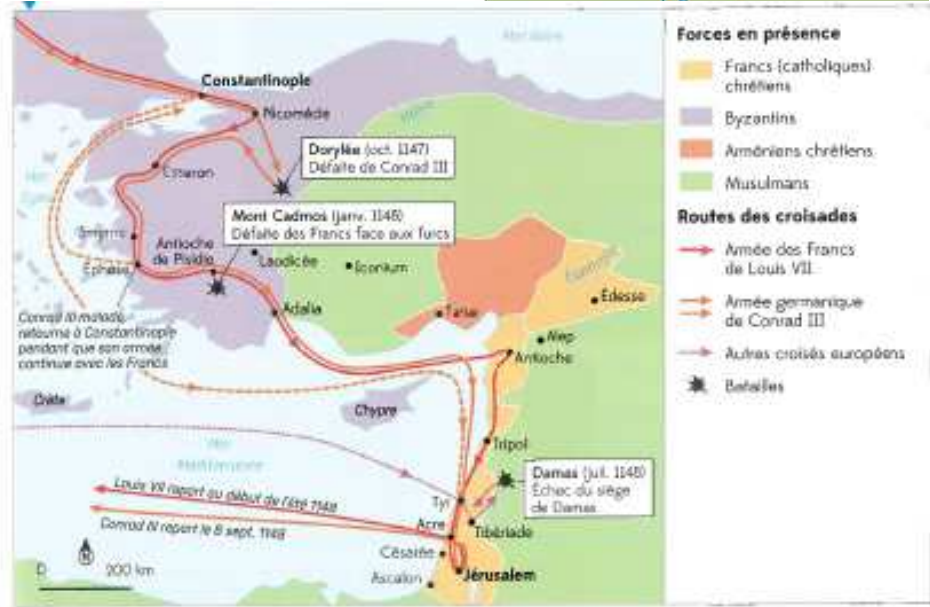 Constantinople
Nicomédie
Dorylée (oct. 1147)
Défaite de Conrad III
Mont Cadmos (janv. 1148)
Défaite des Francs face aux turcs
Smyrne
Éphèse
Antioche
de Pisidie
Laodicée
Iconium
Adalia
Tarse
Édesse
Alep
Antioche
Conrad III malade,
retourne à Constantinople
pendant que son armée
continue avec les Francs
Crète
Chypre
Mer
Méditerranée
Tripoli
Damas (juil. 1148)
Échec du siège
de Damas
Louis VII repart au début de l'été 1149
Conrad III repart le 8 sept. 1148
Tyr
Acre
Tibériade
Césarée
Jérusalem
Ascalon
N
0 200 km
Forces en présence
Francs (catholiques)
chrétiens
Byzantins
Arméniens chrétiens
Musulmans
Routes des croisades
Armée des Francs
de Louis VII
Armée germanique
de Conrad III
Autres croisés européens
Batailles